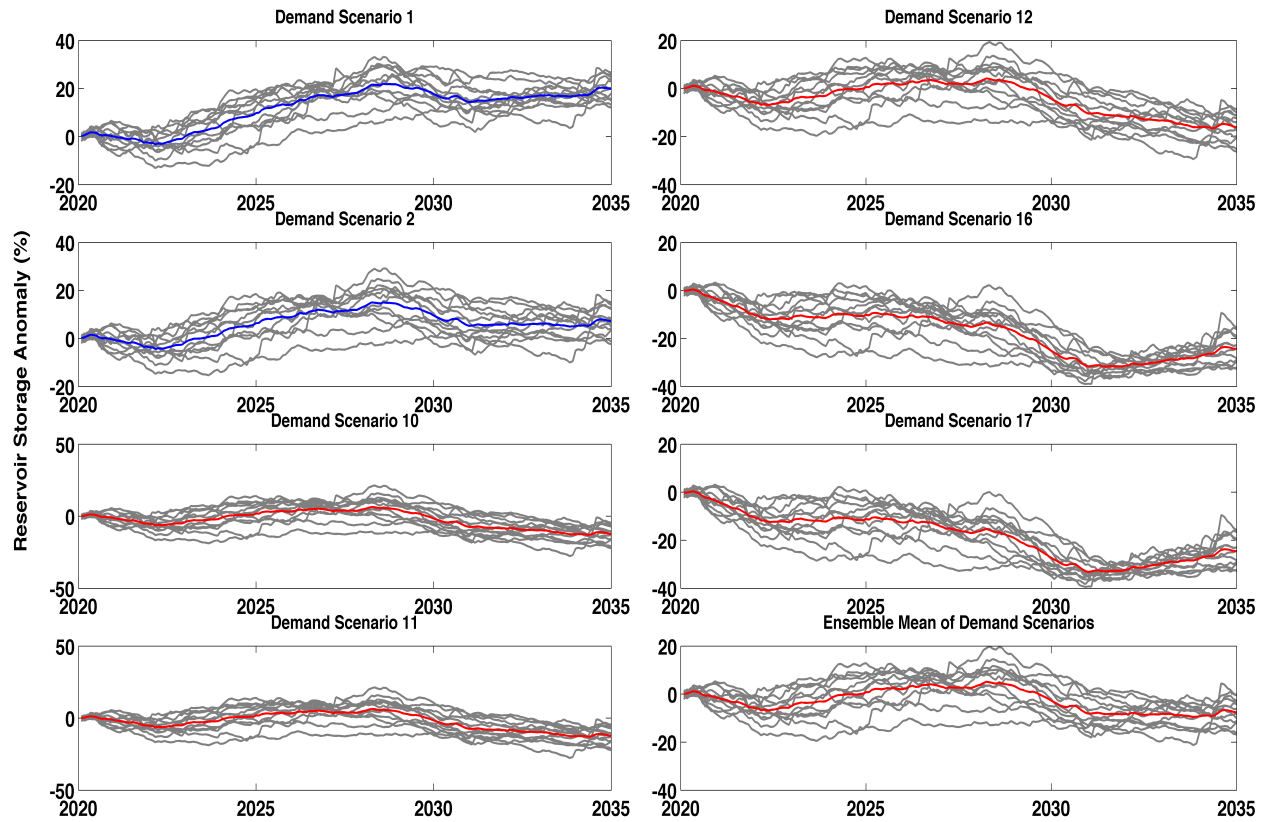 Reservoir Storage Anomaly (%)
Demand Scenario 1
40
20
0
-20
2020 2025 2030 2035
Demand Scenario 2
40
20
0
-20
2020 2025 2030 2035
Demand Scenario 10
50
0
-50
2020 2025 2030 2035
Demand Scenario 11
50
0
-50
2020 2025 2030 2035
Demand Scenario 12
20
0
-20
-40
2020 2025 2030 2035
Demand Scenario 16
20
0
-20
-40
2020 2025 2030 2035
Demand Scenario 17
20
0
-20
-40
2020 2025 2030 2035
Ensemble Mean of Demand Scenarios
20
0
-20
-40
2020 2025 2030 2035